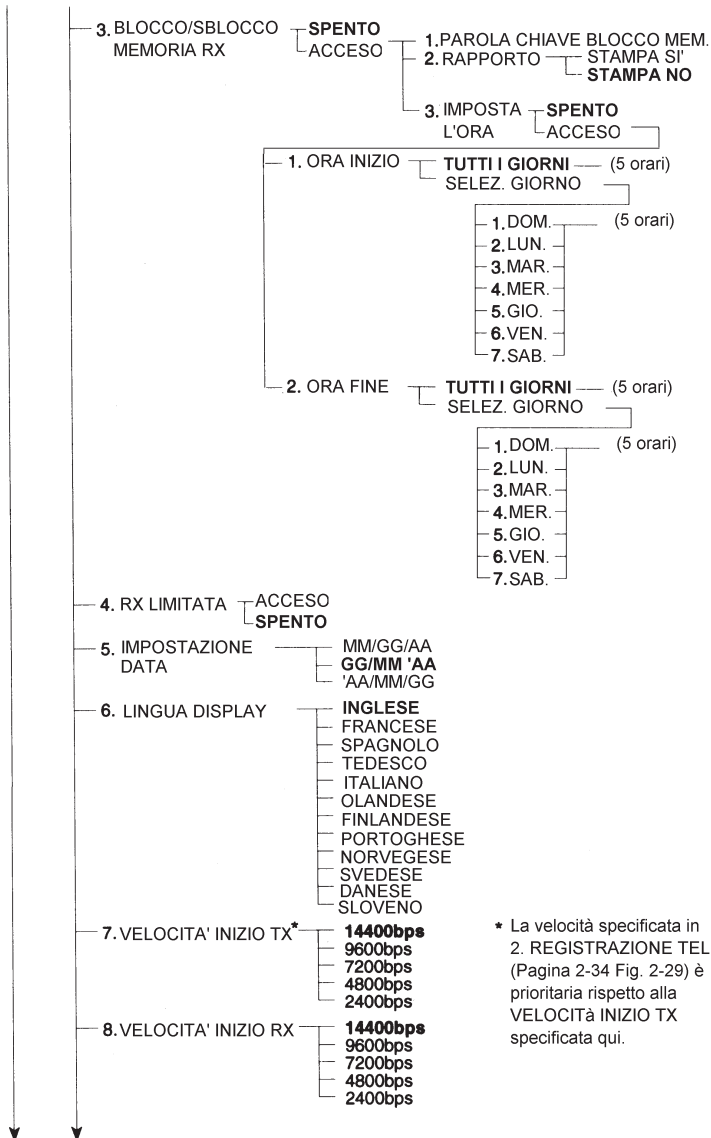 3. BLOCCO/SBLOCCO SPENTO
MEMORIA RX ACCESO 1. PAROLA CHIAVE BLOCCO MEM.
2. RAPPORTO STAMPA SI'
STAMPA NO
3. IMPOSTA SPENTO
L'ORA ACCESO
1. ORA INIZIO TUTTI I GIORNI (5 orari)
SELEZ. GIORNO
1. DOM. (5 orari)
2. LUN.
3. MAR.
4. MER.
5. GIO.
6. VEN.
7. SAB.
2. ORA FINE TUTTI I GIORNI (5 orari)
SELEZ. GIORNO
1. DOM. (5 orari)
2. LUN.
3. MAR.
4. MER.
5. GIO.
6. VEN.
7. SAB.
4. RX LIMITATA ACCESO
SPENTO
5. IMPOSTAZIONE MM/GG/AA
DATA GG/MM 'AA
'AA/MM/GG
6. LINGUA DISPLAY INGLESE
FRANCESE
SPAGNOLO
TEDESCO
ITALIANO
OLANDESE
FINLANDESE
PORTOGHESE
NORVEGESE
SVEDESE
DANESE
SLOVENO
7. VELOCITA' INIZIO TX* 14400bps
9600bps
7200bps
4800bps
2400bps
* La velocità specificata in
2. REGISTRAZIONE TEL
(Pagina 2-34 Fig. 2-29) è
prioritaria rispetto alla
VELOCITà INIZIO TX
specificata qui.
8. VELOCITA' INIZIO RX 14400bps
9600bps
7200bps
4800bps
2400bps